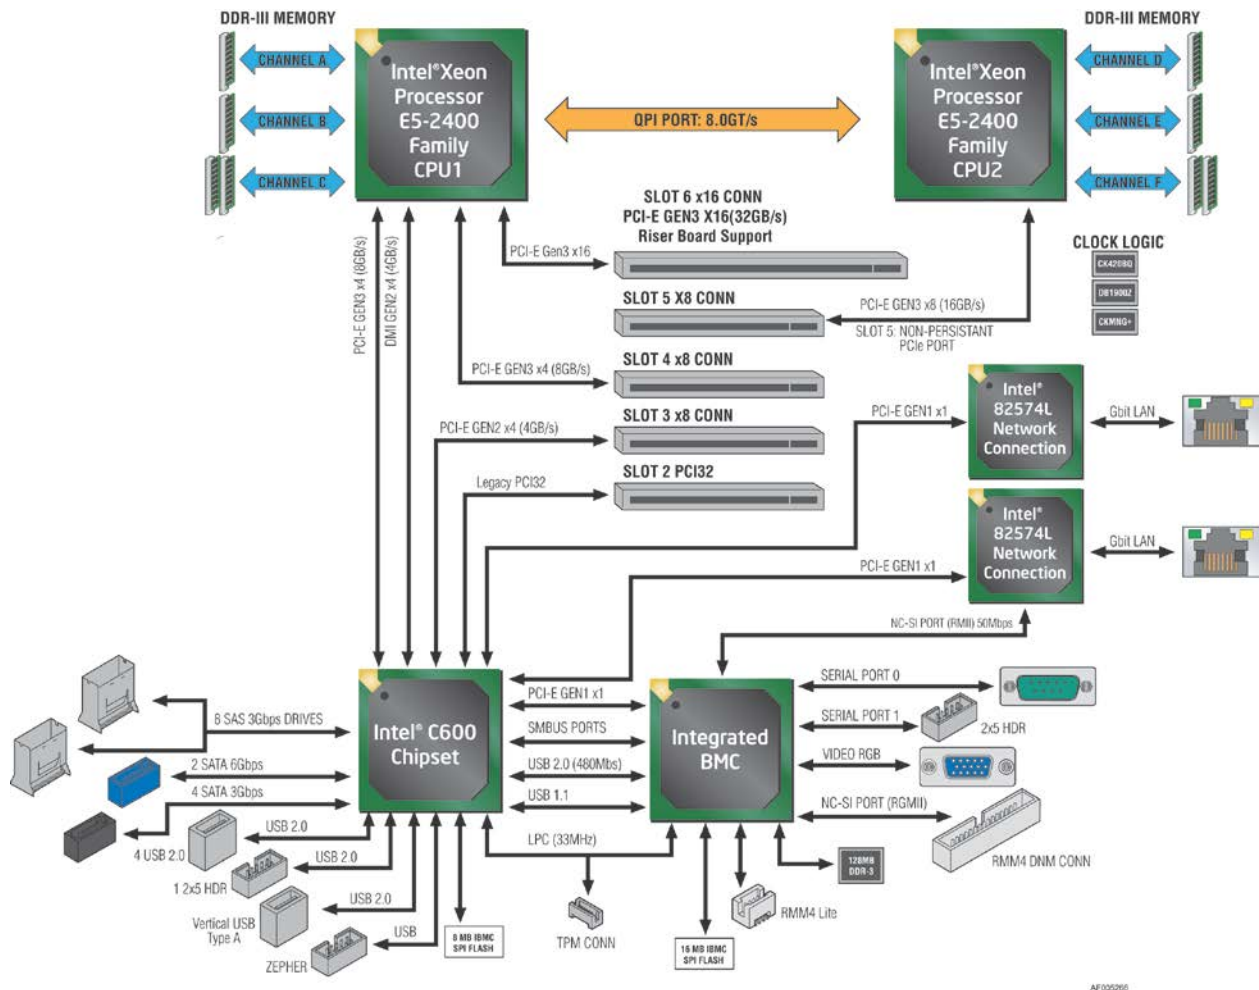 DDR-III MEMORY
DDR-III MEMORY
CHANNEL A
CHANNEL B
CHANNEL C
Intel®Xeon
Processor
E5-2400
Family
CPU1
QPI PORT: 8.0GT/s
Intel®Xeon
Processor
E5-2400
Family
CPU2
CHANNEL D
CHANNEL E
CHANNEL F
SLOT 6 x16 CONN
PCI-E GEN3 X16(32GB/s)
Riser Board Support
PCI-E Gen3 x16
PCI-E GEN3 x4 (8GB/s)
DMI GEN2 x4 (4GB/s)
CLOCK LOGIC
CK420BQ
DB1900Z
CKMNG+
SLOT 5 X8 CONN
PCI-E GEN3 x8 (16GB/s)
SLOT 5: NON-PERSISTANT
PCIe PORT
SLOT 4 x8 CONN
PCI-E GEN3 x4 (8GB/s)
SLOT 3 x8 CONN
PCI-E GEN2 x4 (4GB/s)
SLOT 2 PCI32
Legacy PCI32
PCI-E GEN1 x1
Intel®
82574L
Network
Connection
Gbit LAN
PCI-E GEN1 x1
Intel®
82574L
Network
Connection
Gbit LAN
NC-SI PORT (RMII) 50Mbps
8 SAS 3Gbps DRIVES
2 SATA 6Gbps
4 SATA 3Gbps
Intel® C600
Chipset
PCI-E GEN1 x1
SMBUS PORTS
USB 2.0 (480Mbs)
USB 1.1
LPC (33MHz)
Integrated
BMC
SERIAL PORT 0
SERIAL PORT 1
2x5 HDR
VIDEO RGB
NC-SI PORT (RGMII)
RMM4 DNM CONN
USB 2.0
4 USB 2.0
USB 2.0
1 2x5 HDR
USB 2.0
Vertical USB
Type A
USB
ZEPHER
8 MB IBMC
SPI FLASH
TPM CONN
16 MB IBMC
SPI FLASH
RMM4 Lite
128MB
DDR-3
AF005265